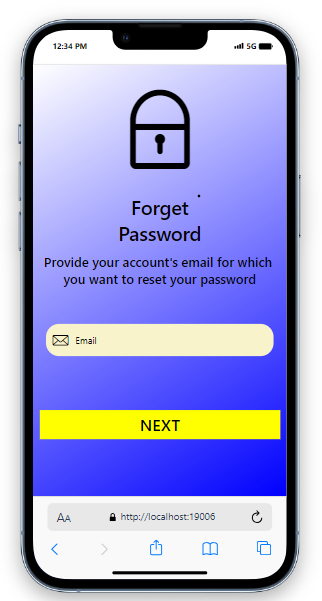 12:34 PM 5G
Forget
Password
Provide your account's email for which
you want to reset your password
Email
NEXT
AA http://localhost:19006